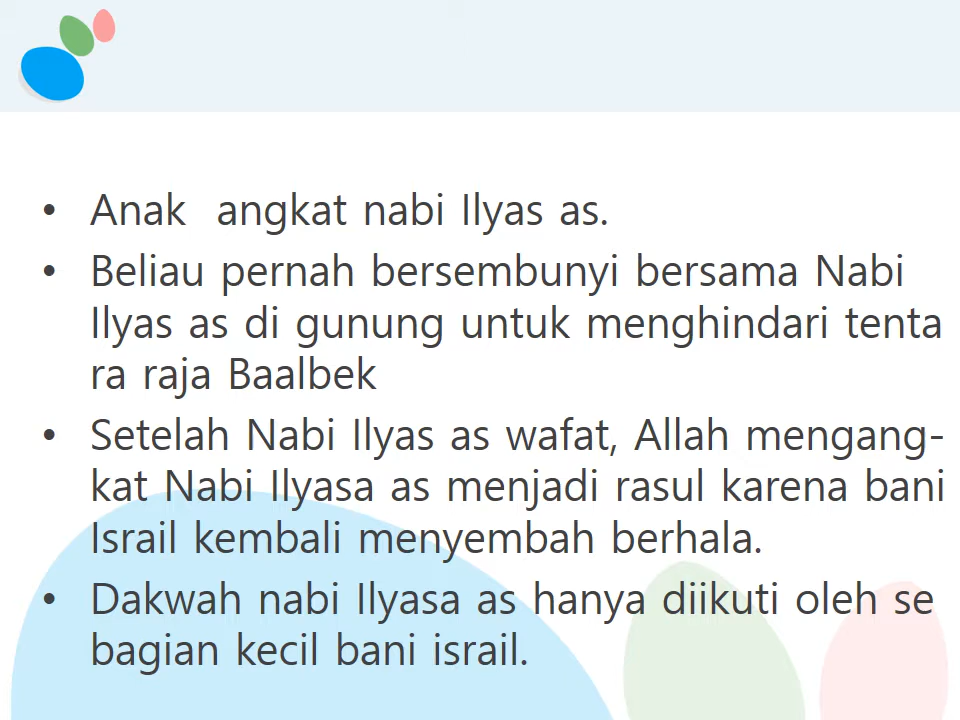 • Anak  angkat nabi Ilyas as.
• Beliau pernah bersembunyi bersama Nabi
Ilyas as di gunung untuk menghindari tenta
ra raja Baalbek
• Setelah Nabi Ilyas as wafat, Allah mengang-
kat Nabi Ilyasa as menjadi rasul karena bani
Israil kembali menyembah berhala.
• Dakwah nabi Ilyasa as hanya diikuti oleh se
bagian kecil bani israil.